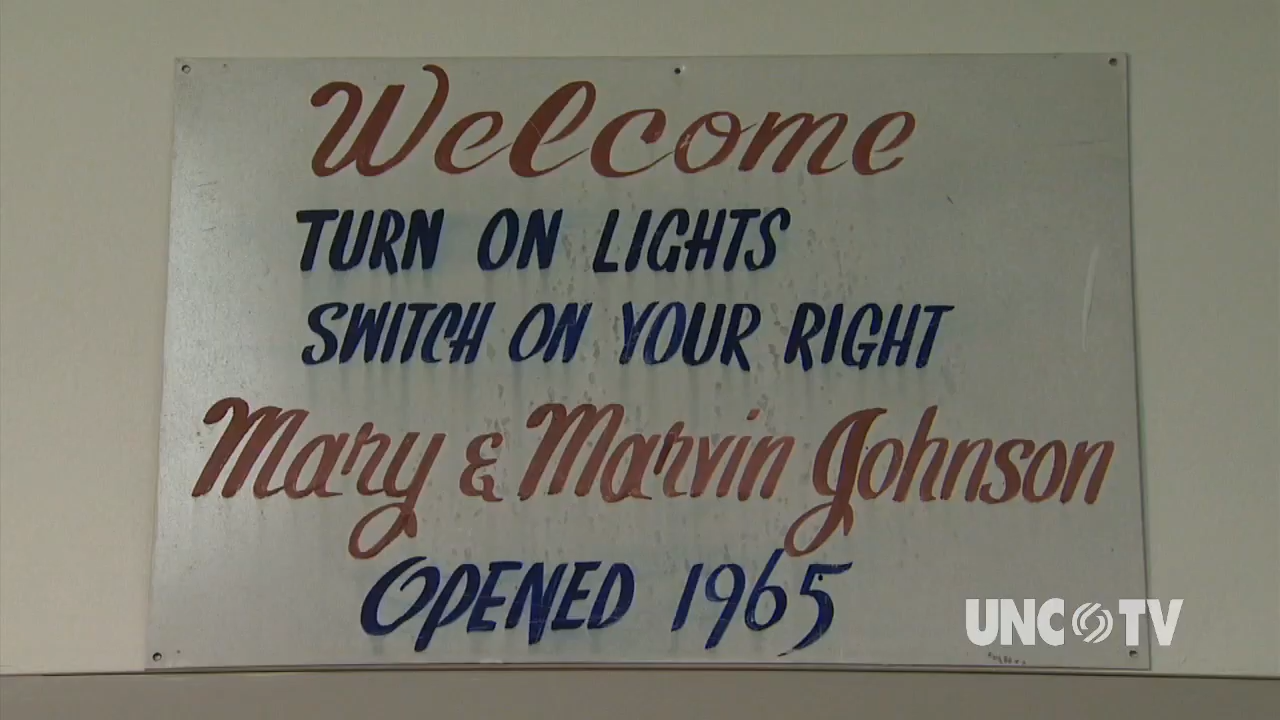 Welcome
TURN ON LIGHTS
SWITCH ON YOUR RIGHT
Mary & Marvin Johnson
OPENED 1965
UNC TV